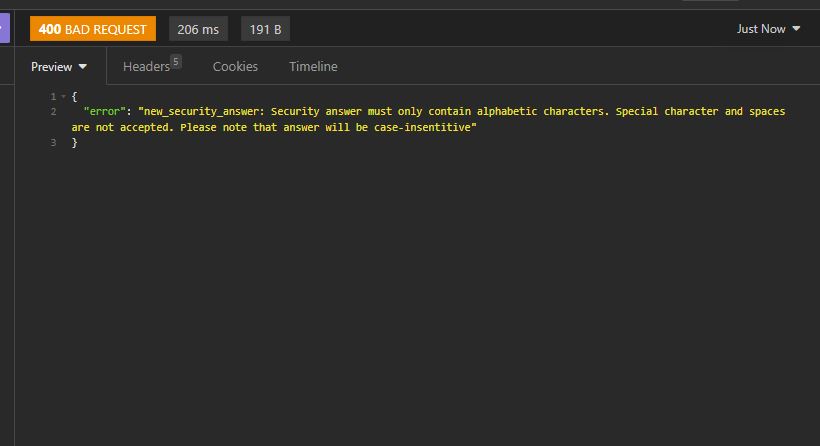 400 BAD REQUEST 206 ms 191 B Just Now
Preview Headers 5 Cookies Timeline
1 {
2 "error": "new_security_answer: Security answer must only contain alphabetic characters. Special character and spaces
are not accepted. Please note that answer will be case-insentitive"
3 }